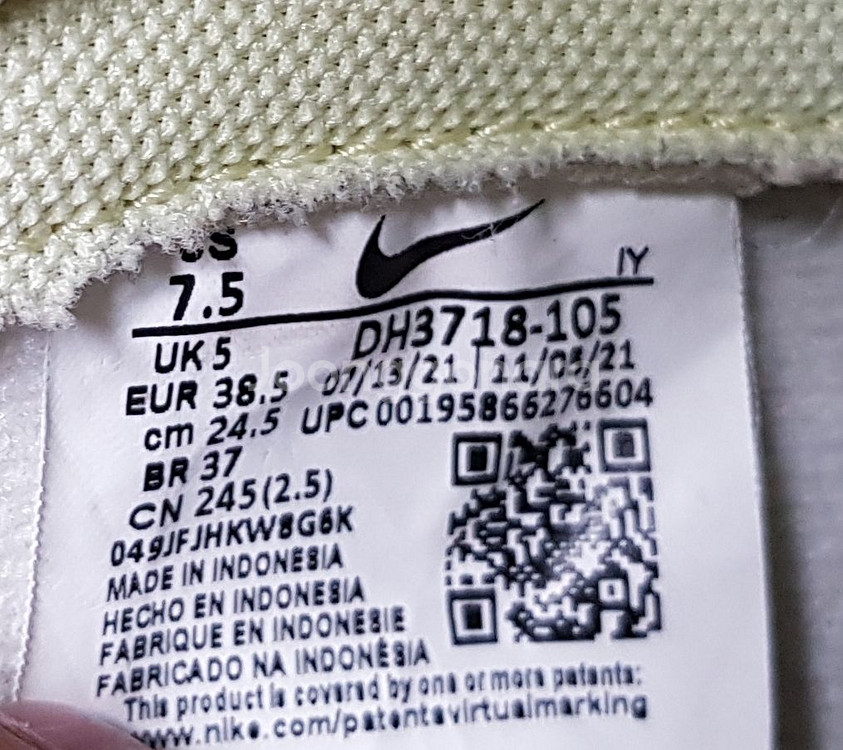 US
7.5
IY
DH3718-105
UK 5
07/13/21 11/05/21
EUR 38.5
UPC 00195866276604
cm 24.5
BR 37
CN 245(2.5)
049JFJHKW8G6K
MADE IN INDONESIA
HECHO EN INDONESIA
FABRIQUE EN INDONESIE
FABRICADO NA INDONÉSIA
This product is covered by one or more patents:
www.nike.com/patentsvirtualmarking